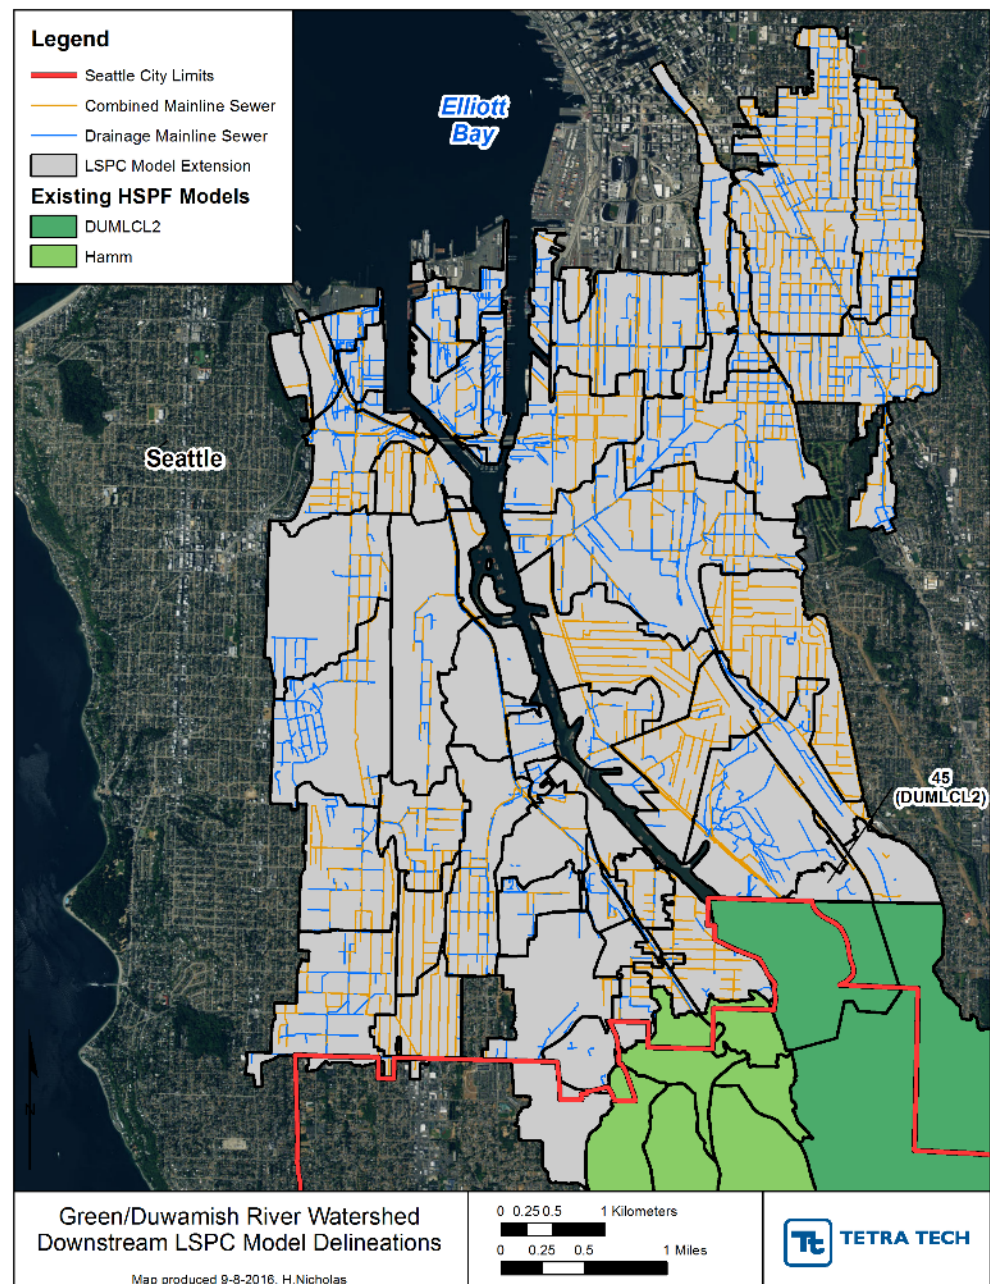 Legend
Seattle City Limits
Combined Mainline Sewer
Drainage Mainline Sewer
LSPC Model Extension
Existing HSPF Models
DUMLCL2
Hamm
Elliott
Bay
Seattle
45
(DUMLCL2)
N
Green/Duwamish River Watershed
Downstream LSPC Model Delineations
Map produced 9-8-2016, H.Nicholas
0 0.25 0.5 1 Kilometers
0 0.25 0.5 1 Miles
Tt TETRA TECH